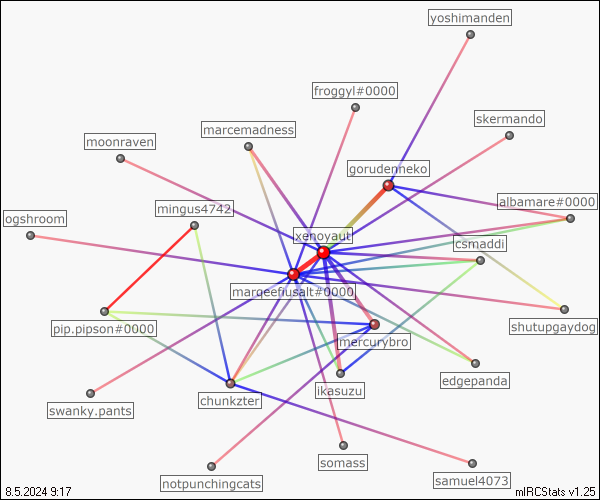 yoshimanden
froggyl#0000
skermando
marcemadness
moonraven
gorudenneko
albamare#0000
mingus4742
ogshroom
xenoyaut
csmaddi
marqeefiusalt#0000
shutupgaydog
pip.pipson#0000
mercurybro
edgepanda
ikasuzu
chunkzter
swanky.pants
somass
notpunchingcats
samuel4073
8.5.2024 9:17
mIRCStats v1.25